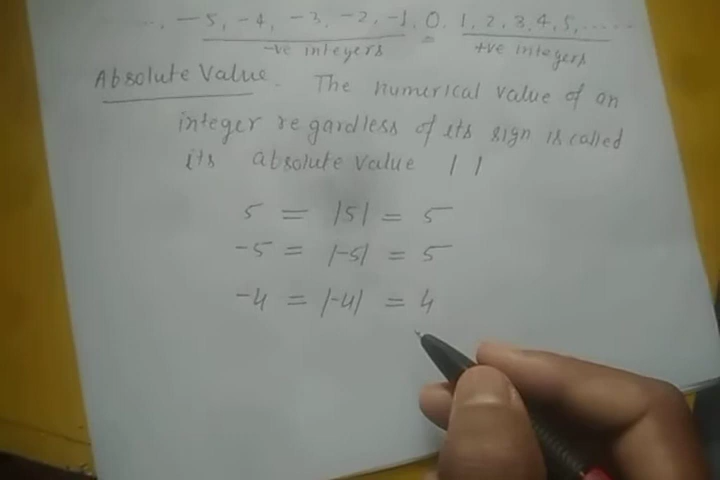 ......, -5, -4, -3, -2, -1, 0, 1, 2, 3, 4, 5, .....
-ve integers = +ve integers
Absolute Value. The numerical value of an
integer regardless of its sign is called
its absolute value | |
5 = |5| = 5
-5 = |-5| = 5
-4 = |-4| = 4